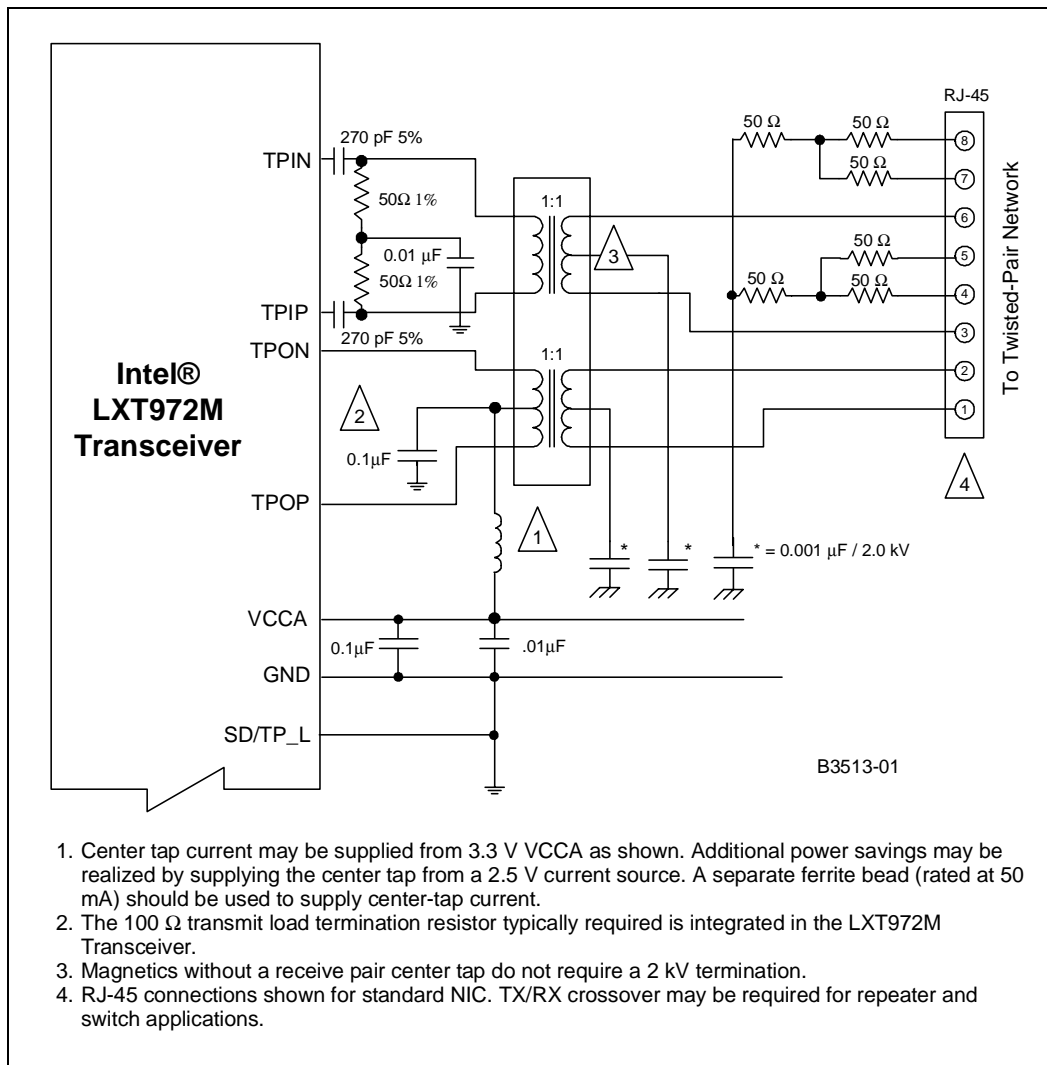 RJ-45
50 Ω
50 Ω
8
270 pF 5%
TPIN
50 Ω
7
50Ω 1%
1:1
6
3
50 Ω
5
0.01 μF
50Ω 1%
50 Ω
50 Ω
4
TPIP
270 pF 5%
3
TPON
1:1
2
Intel®
LXT972M
Transceiver
2
1
To Twisted-Pair Network
0.1μF
4
TPOP
1
*
*
* = 0.001 μF / 2.0 kV
VCCA
0.1μF
.01μF
GND
SD/TP_L
B3513-01
1. Center tap current may be supplied from 3.3 V VCCA as shown. Additional power savings may be
realized by supplying the center tap from a 2.5 V current source. A separate ferrite bead (rated at 50
mA) should be used to supply center-tap current.
2. The 100 Ω transmit load termination resistor typically required is integrated in the LXT972M
Transceiver.
3. Magnetics without a receive pair center tap do not require a 2 kV termination.
4. RJ-45 connections shown for standard NIC. TX/RX crossover may be required for repeater and
switch applications.